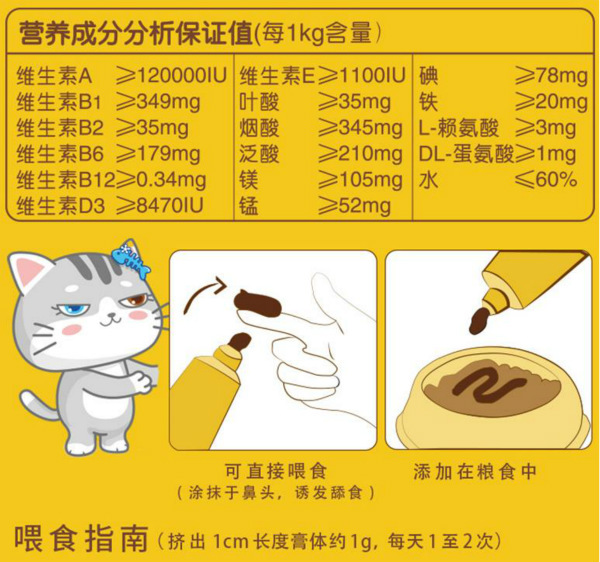 营养成分分析保证值(每1kg含量)
维生素A ≥120000IU 维生素E ≥1100IU 碘 ≥78mg
维生素B1 ≥349mg 叶酸 ≥35mg 铁 ≥20mg
维生素B2 ≥35mg 烟酸 ≥345mg L-赖氨酸 ≥3mg
维生素B6 ≥179mg 泛酸 ≥210mg DL-蛋氨酸≥1mg
维生素B12≥0.34mg 镁 ≥105mg 水 ≤60%
维生素D3 ≥8470IU 锰 ≥52mg
可直接喂食
(涂抹于鼻头，诱发舔食)
添加在粮食中
喂食指南(挤出1cm长度膏体约1g，每天1至2次)